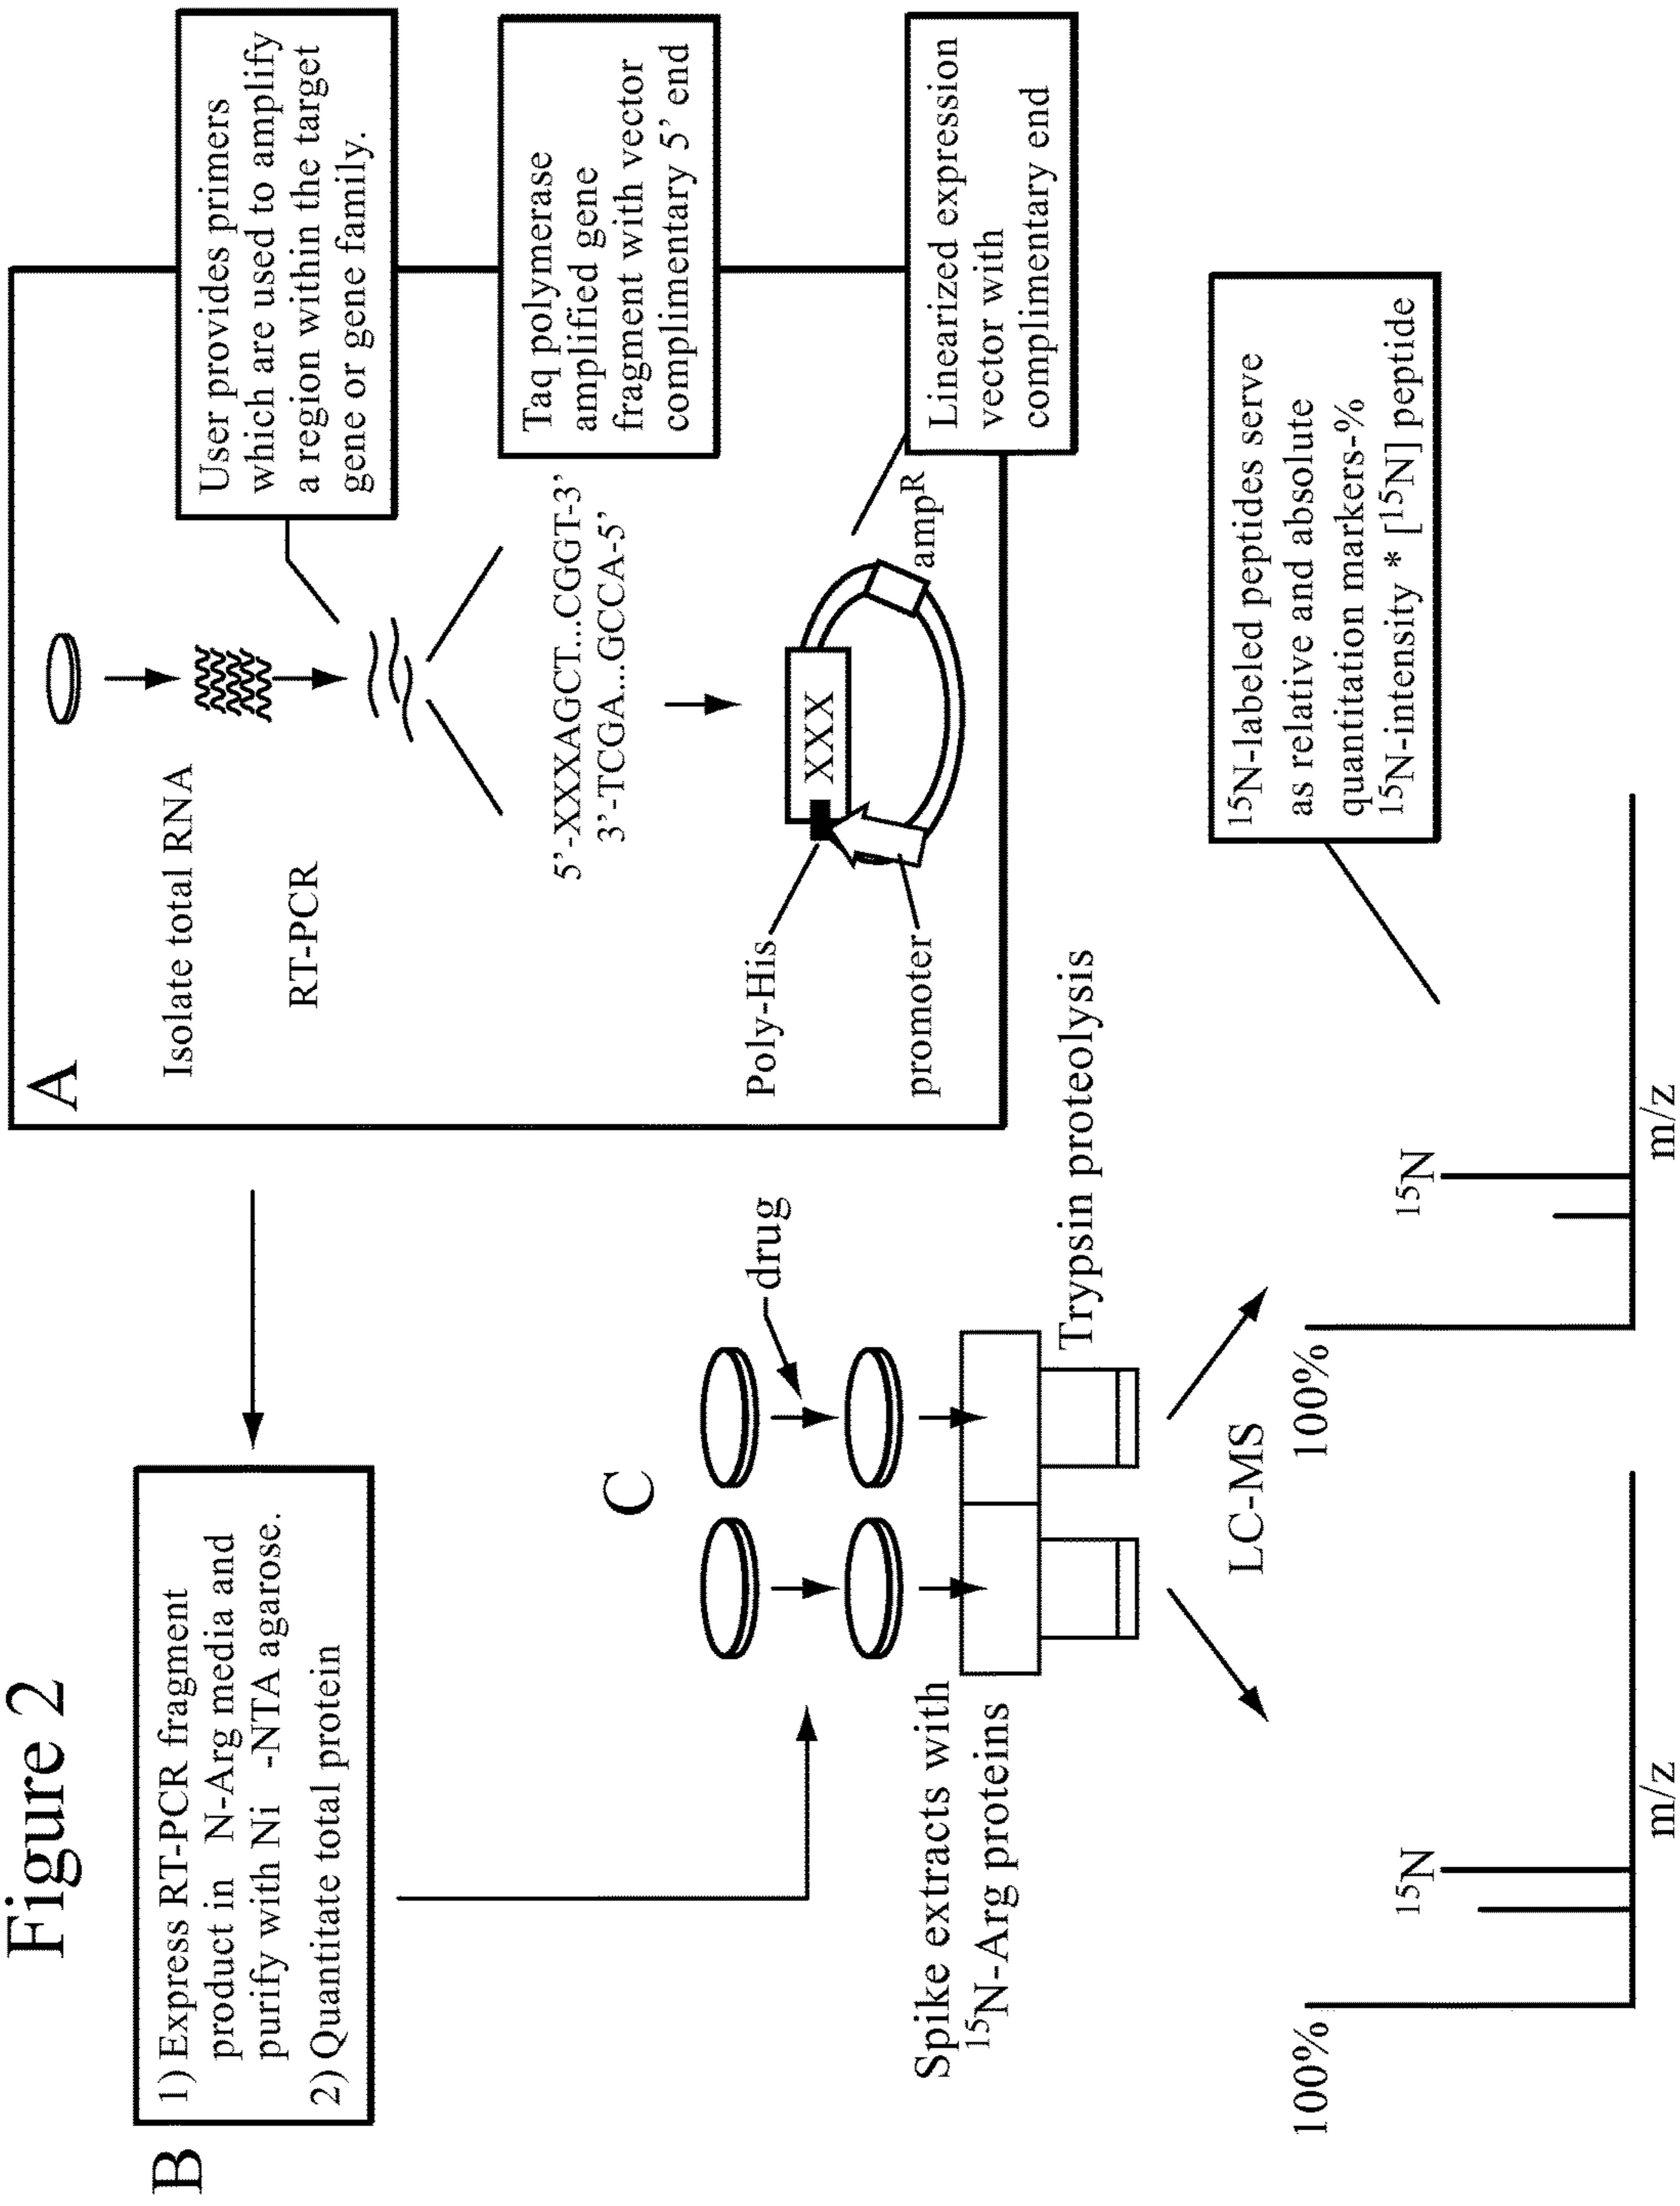 Figure 2
A
Isolate total RNA
RT-PCR
User provides primers
which are used to amplify
a region within the target
gene or gene family.
5’-XXXAGCT...CGGT-3’
3’-TCGA...GCCA-5’
Taq polymerase
amplified gene
fragment with vector
complimentary 5’ end
Poly-His
XXX
promoter
ampᴿ
Linearized expression
vector with
complimentary end
B
1) Express RT-PCR fragment
product in N-Arg media and
purify with Ni -NTA agarose.
2) Quantitate total protein
C
drug
Spike extracts with
¹⁵N-Arg proteins
Trypsin proteolysis
LC-MS
100%
¹⁵N
m/z
100%
¹⁵N
m/z
¹⁵N-labeled peptides serve
as relative and absolute
quantitation markers-%
¹⁵N-intensity * [¹⁵N] peptide